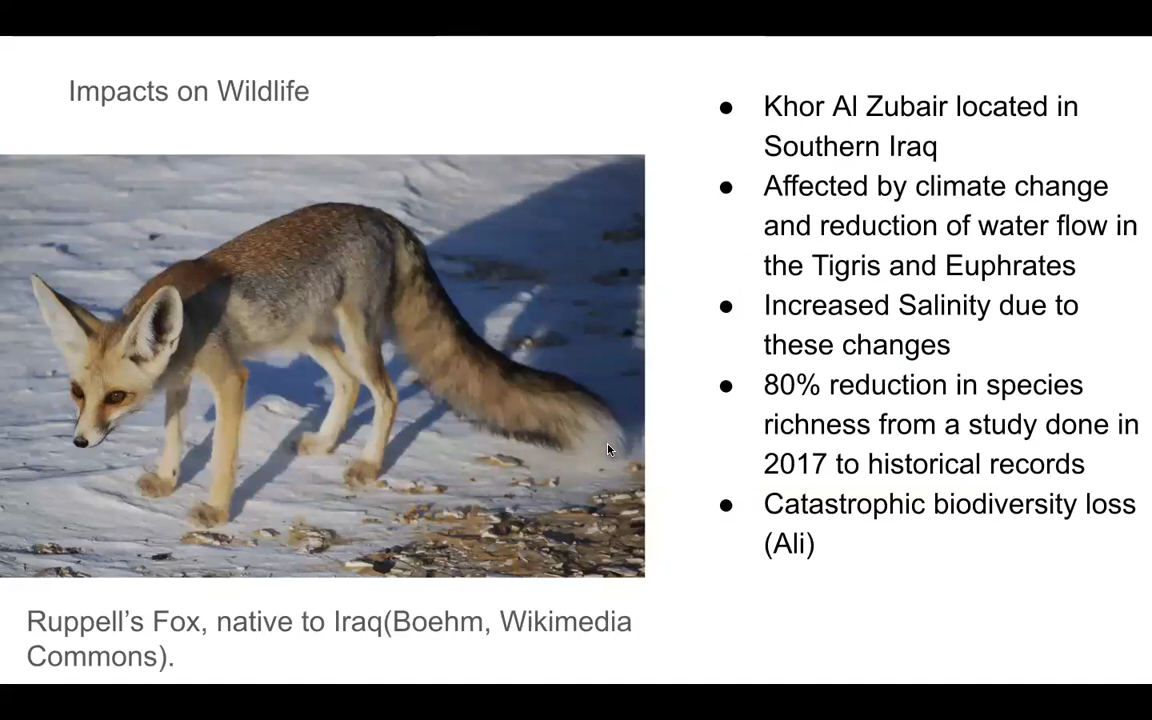 Impacts on Wildlife
● Khor Al Zubair located in
Southern Iraq
● Affected by climate change
and reduction of water flow in
the Tigris and Euphrates
● Increased Salinity due to
these changes
● 80% reduction in species
richness from a study done in
2017 to historical records
● Catastrophic biodiversity loss
(Ali)
Ruppell’s Fox, native to Iraq(Boehm, Wikimedia
Commons).